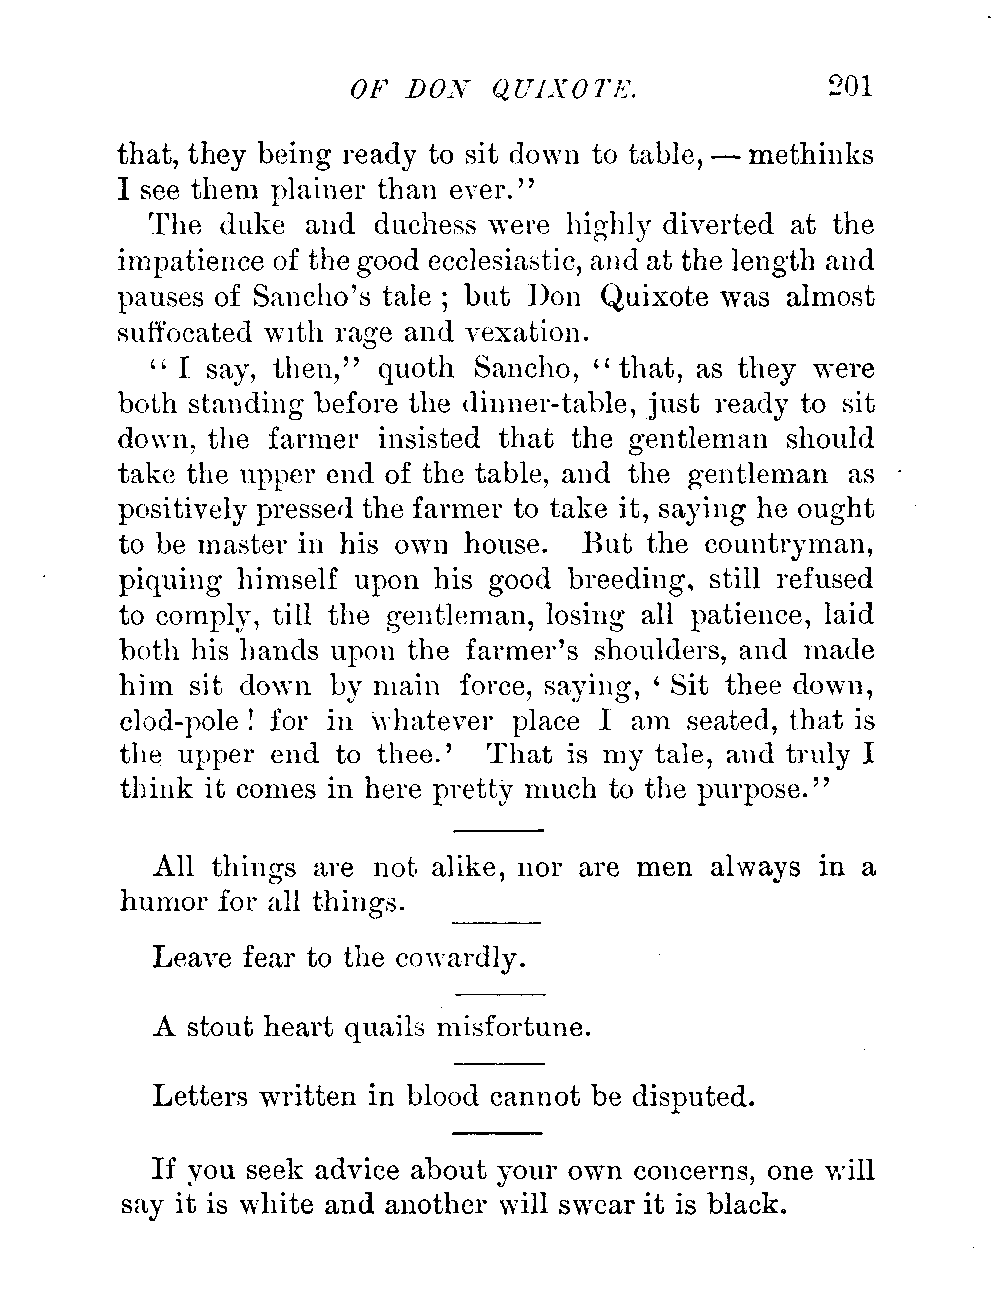 OF DON QUIXOTE. 201
that, they being ready to sit down to table, — methinks
I see them plainer than ever."
The duke and duchess were highly diverted at the
impatience of the good ecclesiastic, and at the length and
pauses of Sancho's tale ; but Don Quixote was almost
suffocated with rage and vexation.
" I say, then," quoth Sancho, " that, as they were
both standing before the dinner-table, just ready to sit
down, the farmer insisted that the gentleman should
take the upper end of the table, and the gentleman as
positively pressed the farmer to take it, saying he ought
to be master in his own house. But the countryman,
piquing himself upon his good breeding, still refused
to comply, till the gentleman, losing all patience, laid
both his hands upon the farmer's shoulders, and made
him sit down by main force, saying, ' Sit thee down,
clod-pole ! for in whatever place I am seated, that is
the upper end to thee.' That is my tale, and truly I
think it comes in here pretty much to the purpose."
All things are not alike, nor are men always in a
humor for all things.
Leave fear to the cowardly.
A stout heart quails misfortune.
Letters written in blood cannot be disputed.
If you seek advice about your own concerns, one will
say it is white and another will swear it is black.